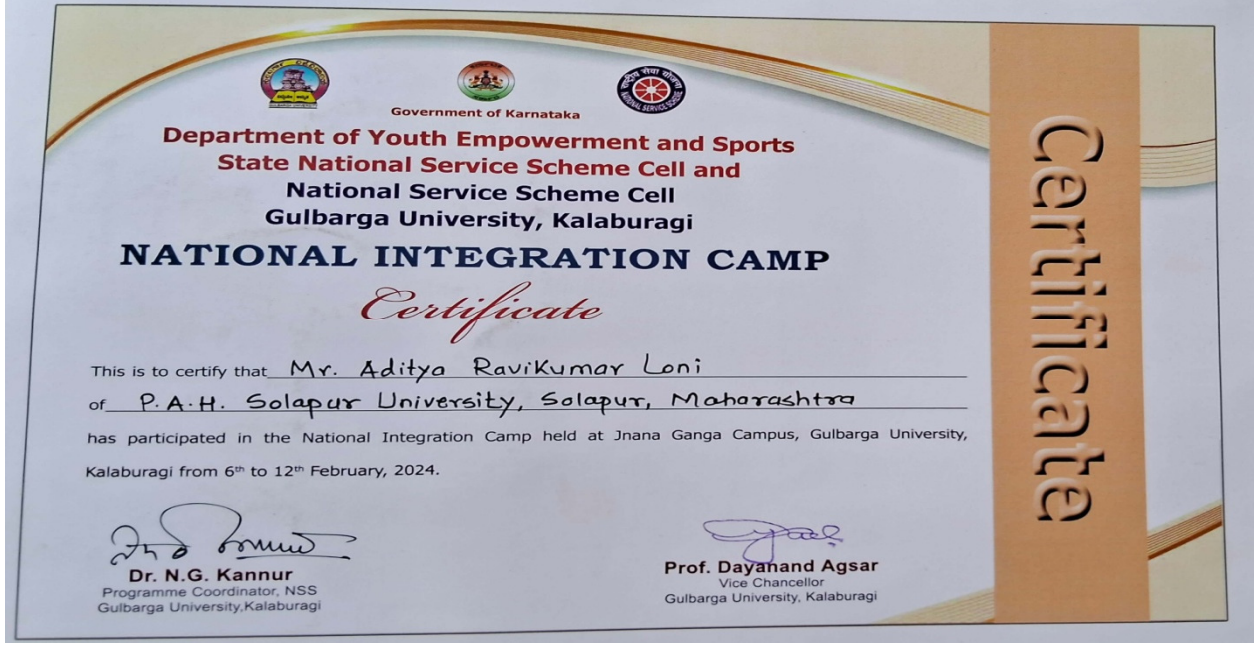 Government of Karnataka
Department of Youth Empowerment and Sports
State National Service Scheme Cell and
National Service Scheme Cell
Gulbarga University, Kalaburagi
NATIONAL INTEGRATION CAMP
Certificate
This is to certify that Mr. Aditya Ravikumar Loni
of P.A.H. Solapur University, Solapur, Maharashtra
has participated in the National Integration Camp held at Jnana Ganga Campus, Gulbarga University,
Kalaburagi from 6th to 12th February, 2024.
Dr. N.G. Kannur
Programme Coordinator, NSS
Gulbarga University,Kalaburagi
Prof. Dayanand Agsar
Vice Chancellor
Gulbarga University, Kalaburagi
Certificate
राष्ट्रीय सेवा योजना
NATIONAL SERVICE SCHEME